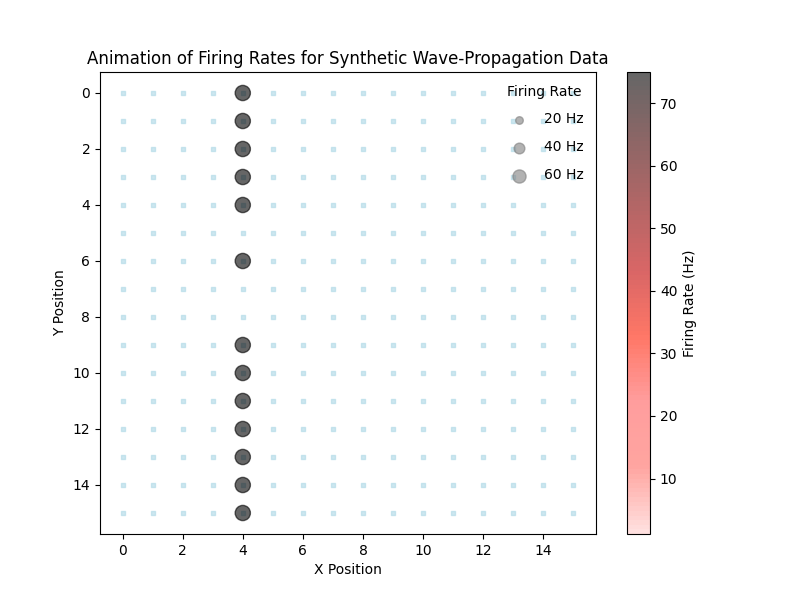 Animation of Firing Rates for Synthetic Wave-Propagation Data
Firing Rate
20 Hz
40 Hz
60 Hz
0
2
4
6
8
10
12
14
Y Position
0 2 4 6 8 10 12 14
X Position
70
60
50
40
30
20
10
Firing Rate (Hz)